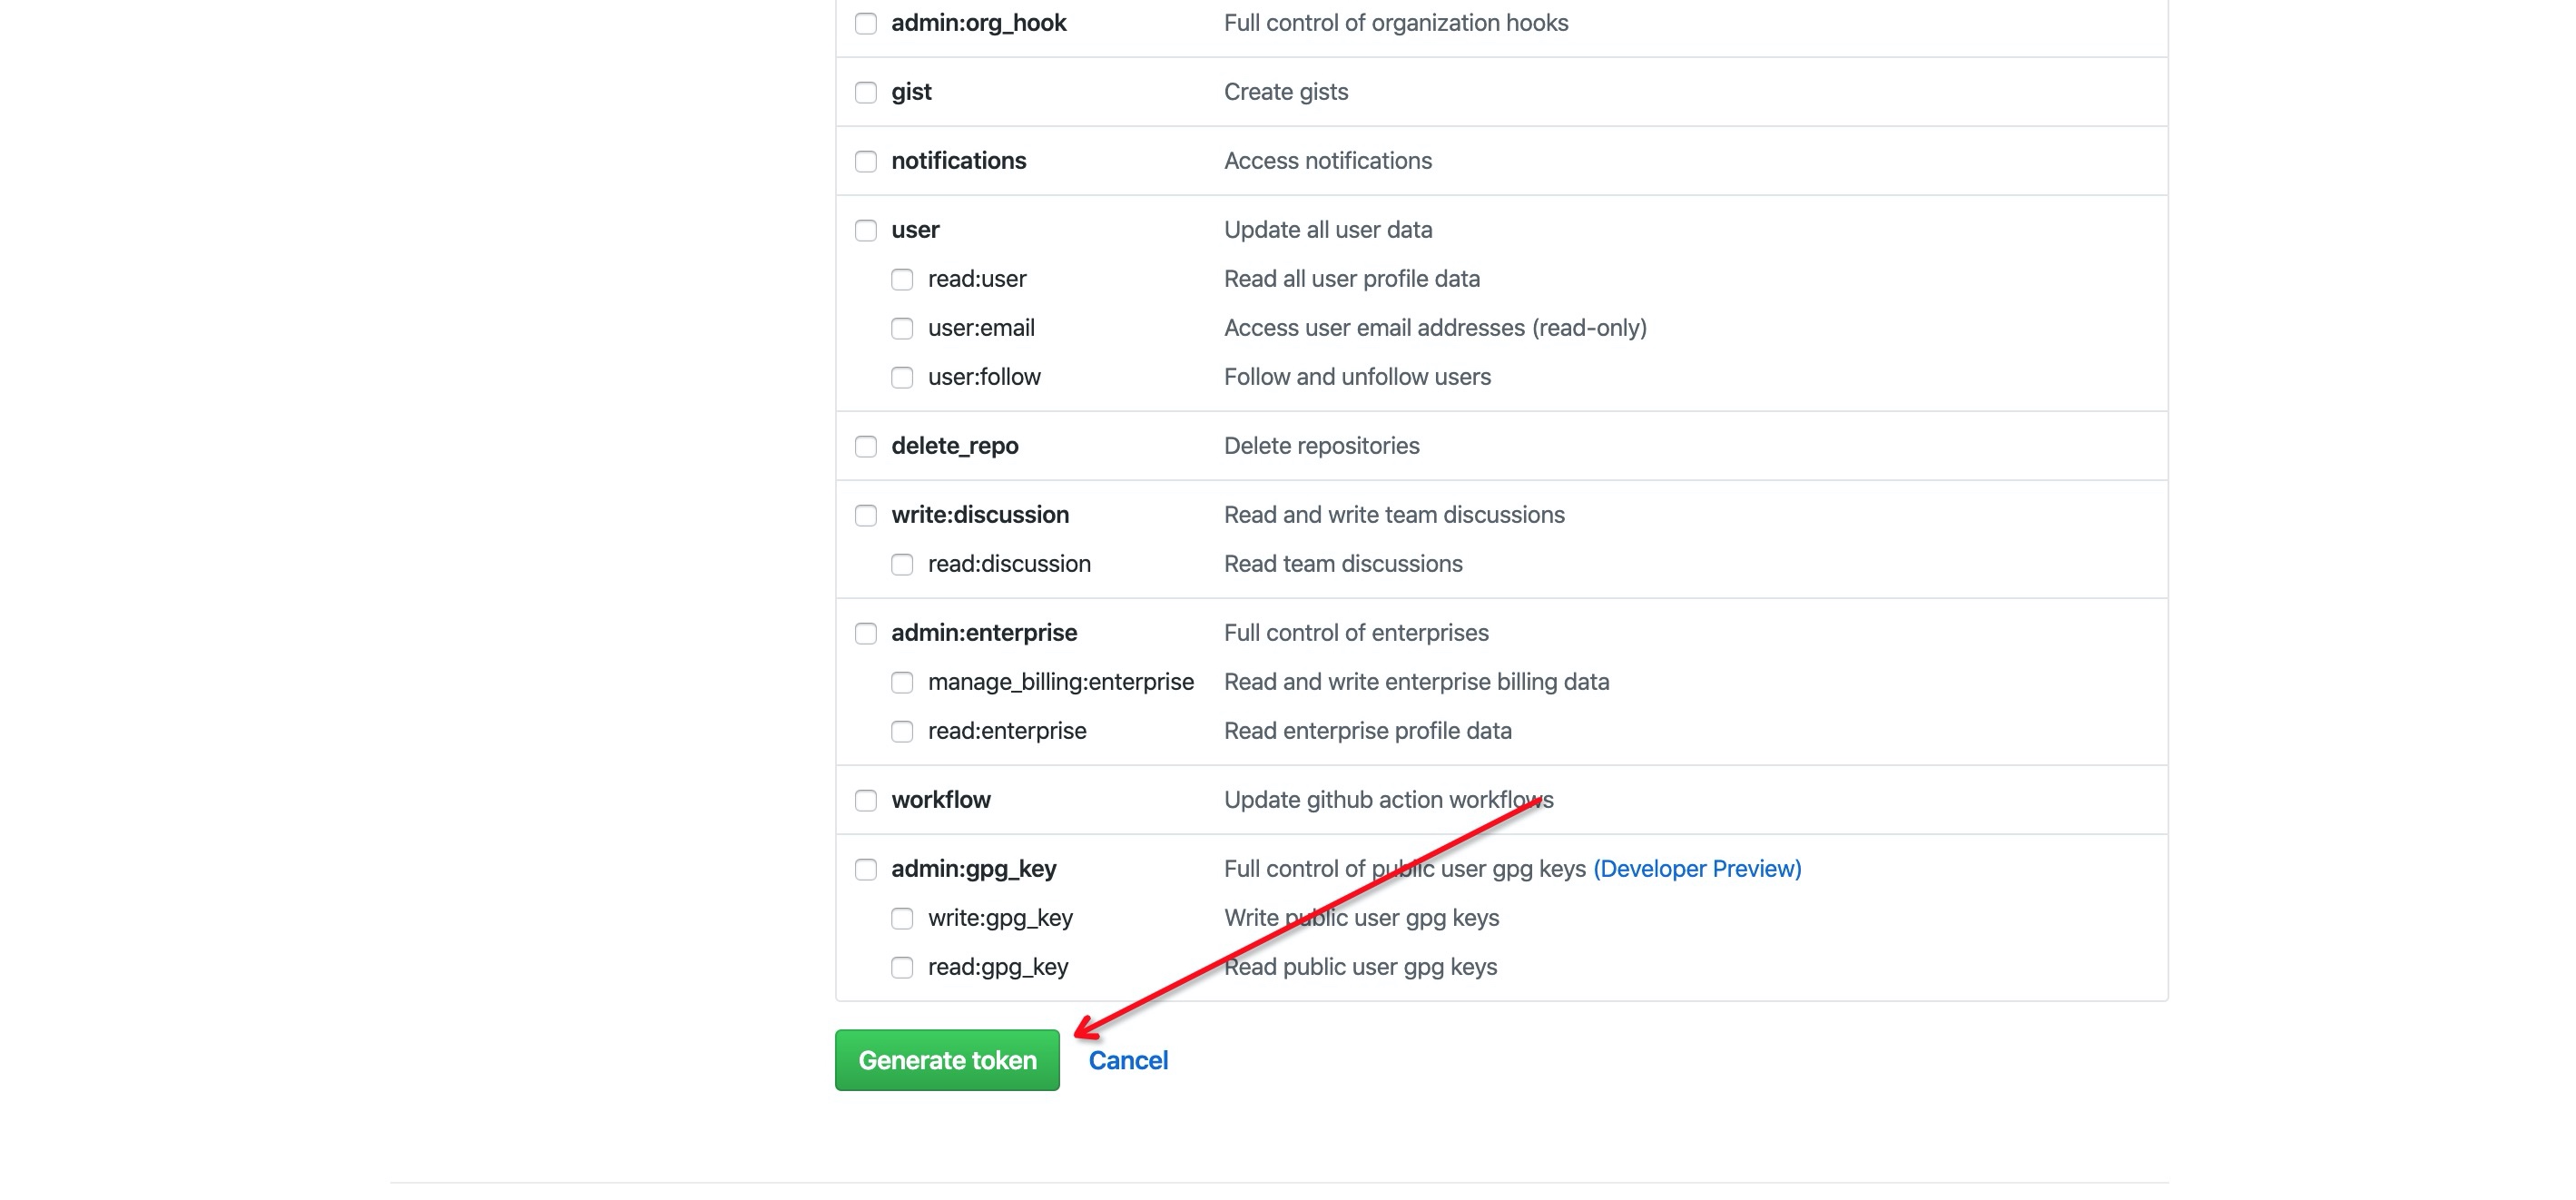 admin:org_hook Full control of organization hooks
gist Create gists
notifications Access notifications
user Update all user data
read:user Read all user profile data
user:email Access user email addresses (read-only)
user:follow Follow and unfollow users
delete_repo Delete repositories
write:discussion Read and write team discussions
read:discussion Read team discussions
admin:enterprise Full control of enterprises
manage_billing:enterprise Read and write enterprise billing data
read:enterprise Read enterprise profile data
workflow Update github action workflows
admin:gpg_key Full control of public user gpg keys (Developer Preview)
write:gpg_key Write public user gpg keys
read:gpg_key Read public user gpg keys
Generate token Cancel